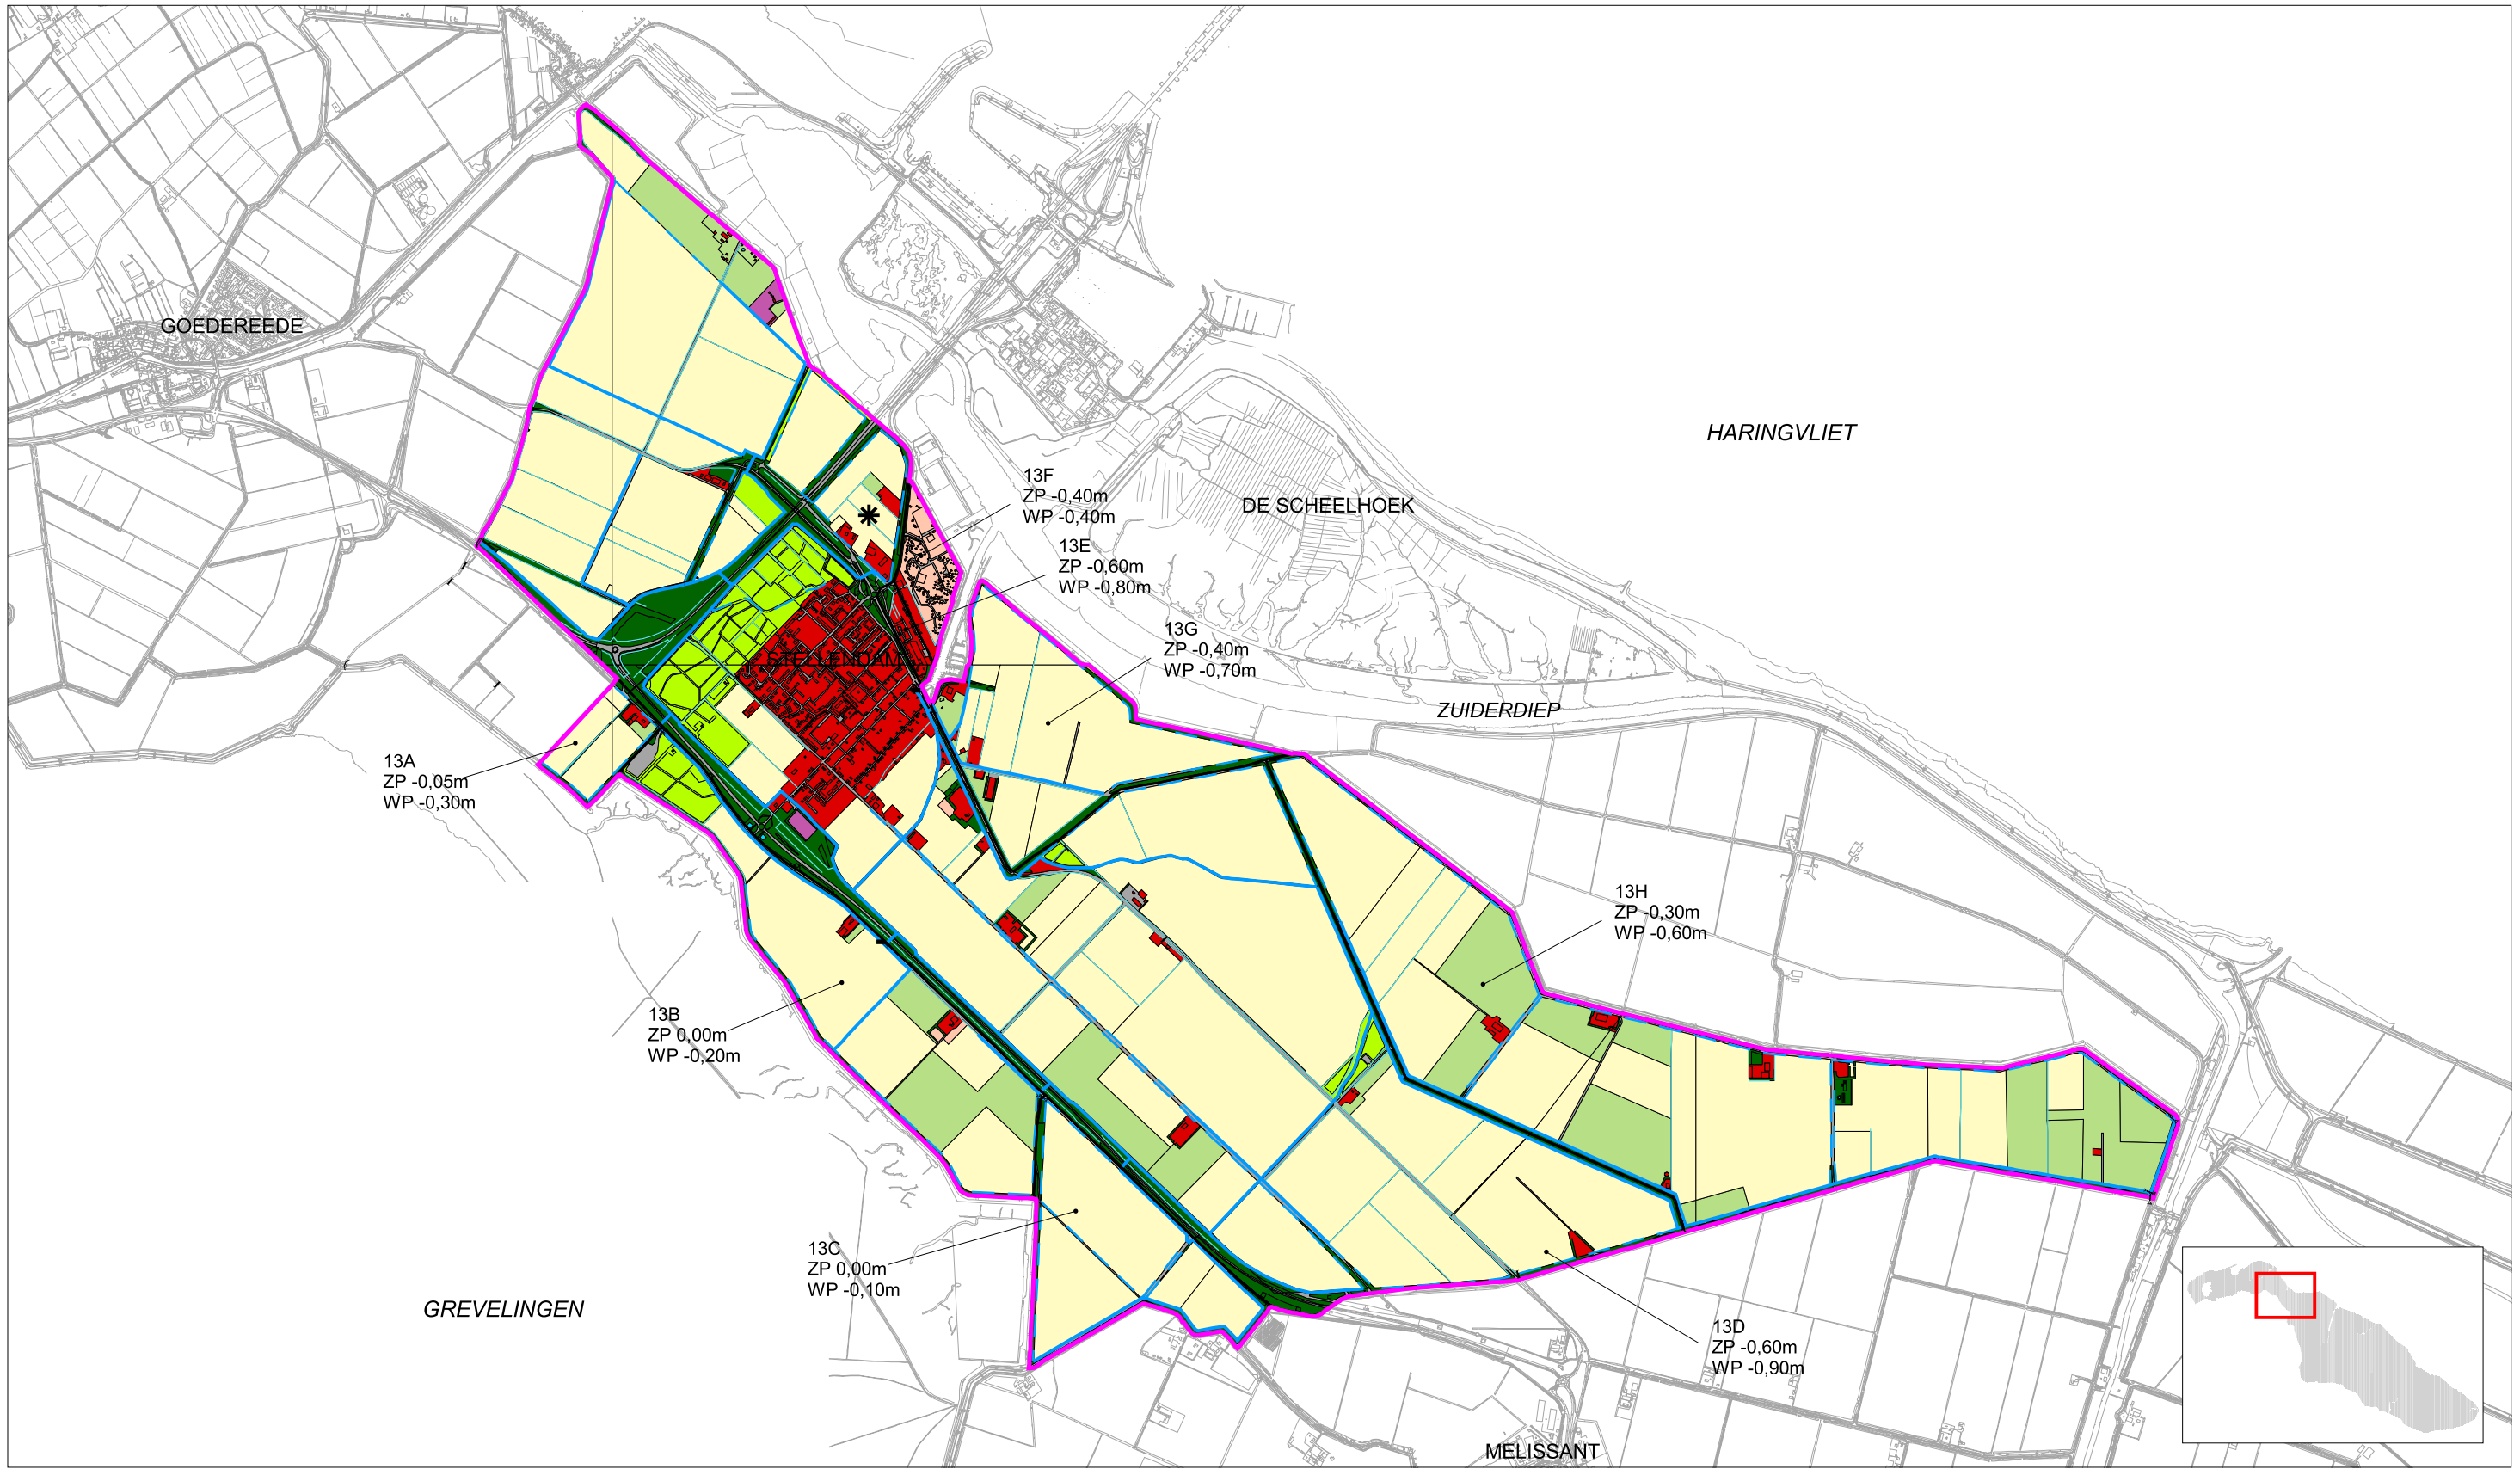 GOEDEREEDE
HARINGVLIET
13F
ZP -0,40m
WP -0,40m
DE SCHEELHOEK
13E
ZP -0,60m
WP -0,80m
13G
ZP -0,40m
WP -0,70m
STELLENDAM
ZUIDERDIEP
13A
ZP -0,05m
WP -0,30m
13H
ZP -0,30m
WP -0,60m
13B
ZP 0,00m
WP -0,20m
13C
ZP 0,00m
WP -0,10m
GREVELINGEN
13D
ZP -0,60m
WP -0,90m
MELISSANT